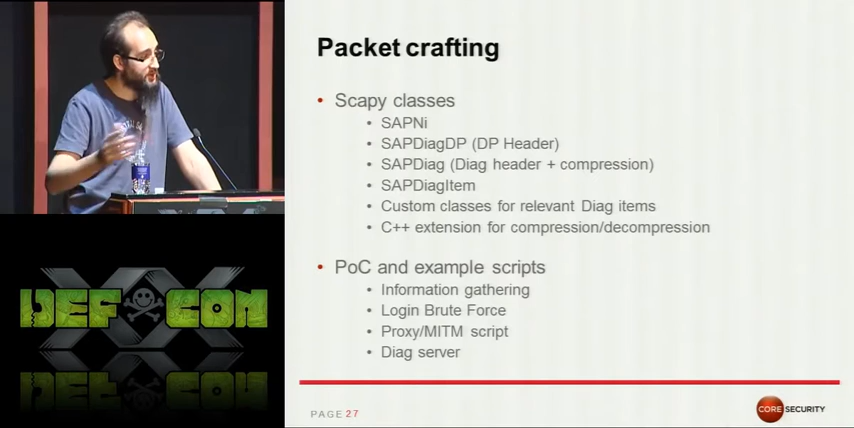 Packet crafting
• Scapy classes
• SAPNi
• SAPDiagDP (DP Header)
• SAPDiag (Diag header + compression)
• SAPDiagItem
• Custom classes for relevant Diag items
• C++ extension for compression/decompression
• PoC and example scripts
• Information gathering
• Login Brute Force
• Proxy/MITM script
• Diag server
PAGE 27
CORE SECURITY
XX
DEF CON